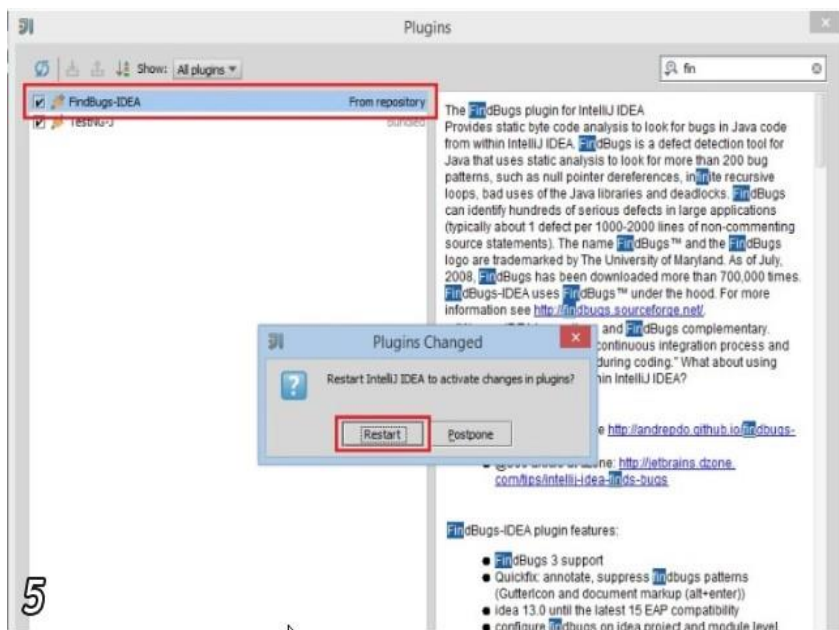 Plugins
Show: All plugins
fin
FindBugs-IDEA From repository
TestNG-J bundled
The FindBugs plugin for IntelliJ IDEA
Provides static byte code analysis to look for bugs in Java code
from within IntelliJ IDEA. FindBugs is a defect detection tool for
Java that uses static analysis to look for more than 200 bug
patterns, such as null pointer dereferences, infinite recursive
loops, bad uses of the Java libraries and deadlocks. FindBugs
can identify hundreds of serious defects in large applications
(typically about 1 defect per 1000-2000 lines of non-commenting
source statements). The name FindBugs™ and the FindBugs
logo are trademarked by The University of Maryland. As of July,
2008, FindBugs has been downloaded more than 700,000 times.
FindBugs-IDEA uses FindBugs™ under the hood. For more
information see http://findbugs.sourceforge.net/.
and FindBugs complementary.
continuous integration process and
during coding." What about using
in IntelliJ IDEA?
Plugins Changed
Restart IntelliJ IDEA to activate changes in plugins?
Restart Postpone
http://andrepdo.github.io/findbugs-
dzone: http://jetbrains.dzone.
com/tips/intellij-idea-finds-bugs
FindBugs-IDEA plugin features:
FindBugs 3 support
Quickfix: annotate, suppress findbugs patterns
(GutterIcon and document markup (alt+enter))
idea 13.0 until the latest 15 EAP compatibility
configure findbugs on idea project and module level
5